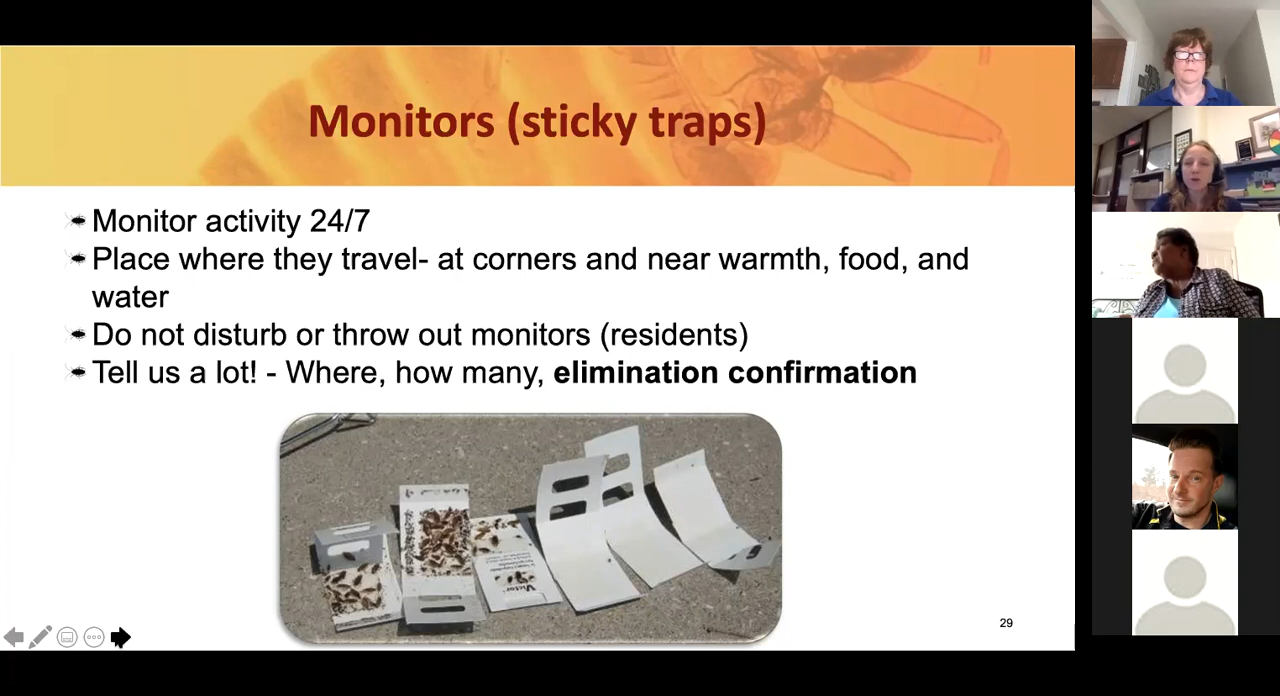 Monitors (sticky traps)
Monitor activity 24/7
Place where they travel- at corners and near warmth, food, and
water
Do not disturb or throw out monitors (residents)
Tell us a lot! - Where, how many, elimination confirmation
Victor
29